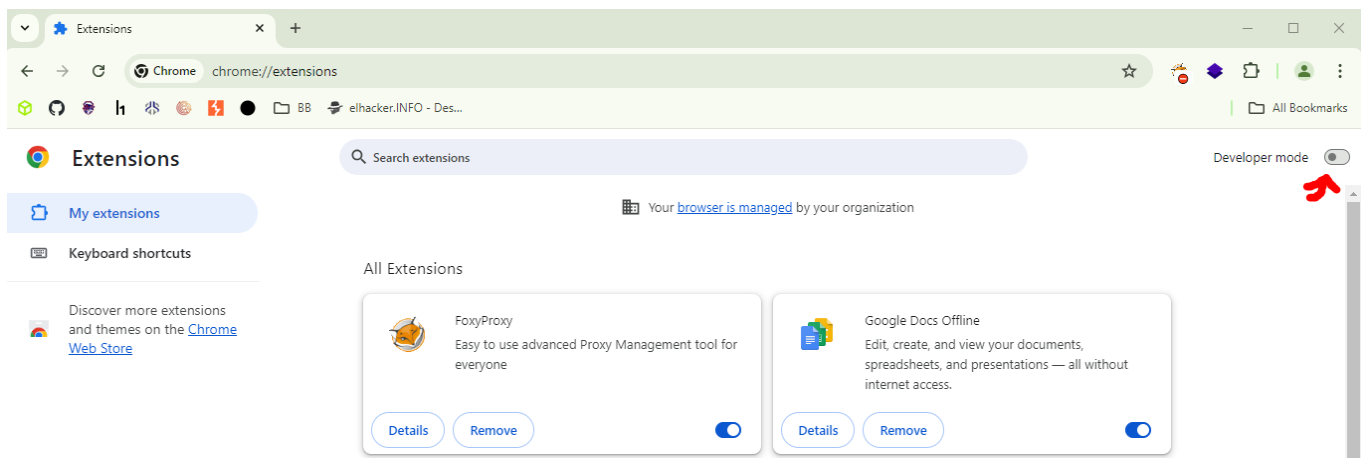 Extensions
Chrome chrome://extensions
BB elhacker.INFO - Des... All Bookmarks
Extensions
Search extensions
Developer mode
My extensions
Your browser is managed by your organization
Keyboard shortcuts
All Extensions
Discover more extensions
and themes on the Chrome
Web Store
FoxyProxy
Easy to use advanced Proxy Management tool for
everyone
Details Remove
Google Docs Offline
Edit, create, and view your documents,
spreadsheets, and presentations — all without
internet access.
Details Remove